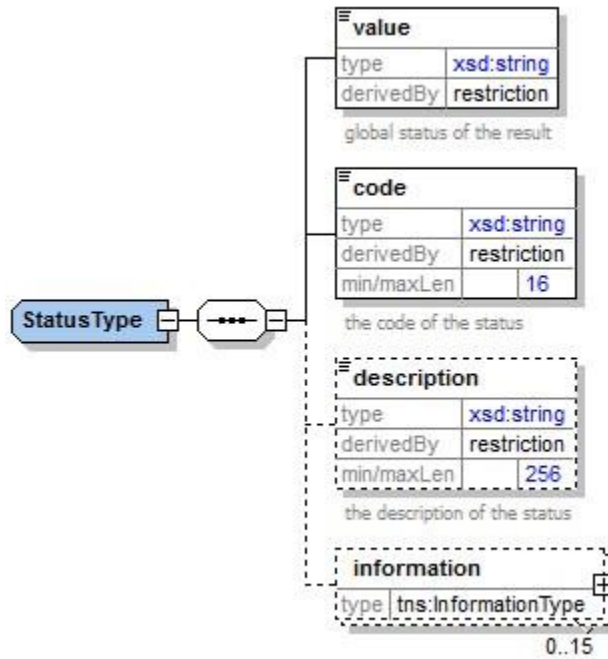 value
type xsd:string
derivedBy restriction
global status of the result
code
type xsd:string
derivedBy restriction
min/maxLen 16
the code of the status
StatusType
description
type xsd:string
derivedBy restriction
min/maxLen 256
the description of the status
information
type tns:InformationType
0..15